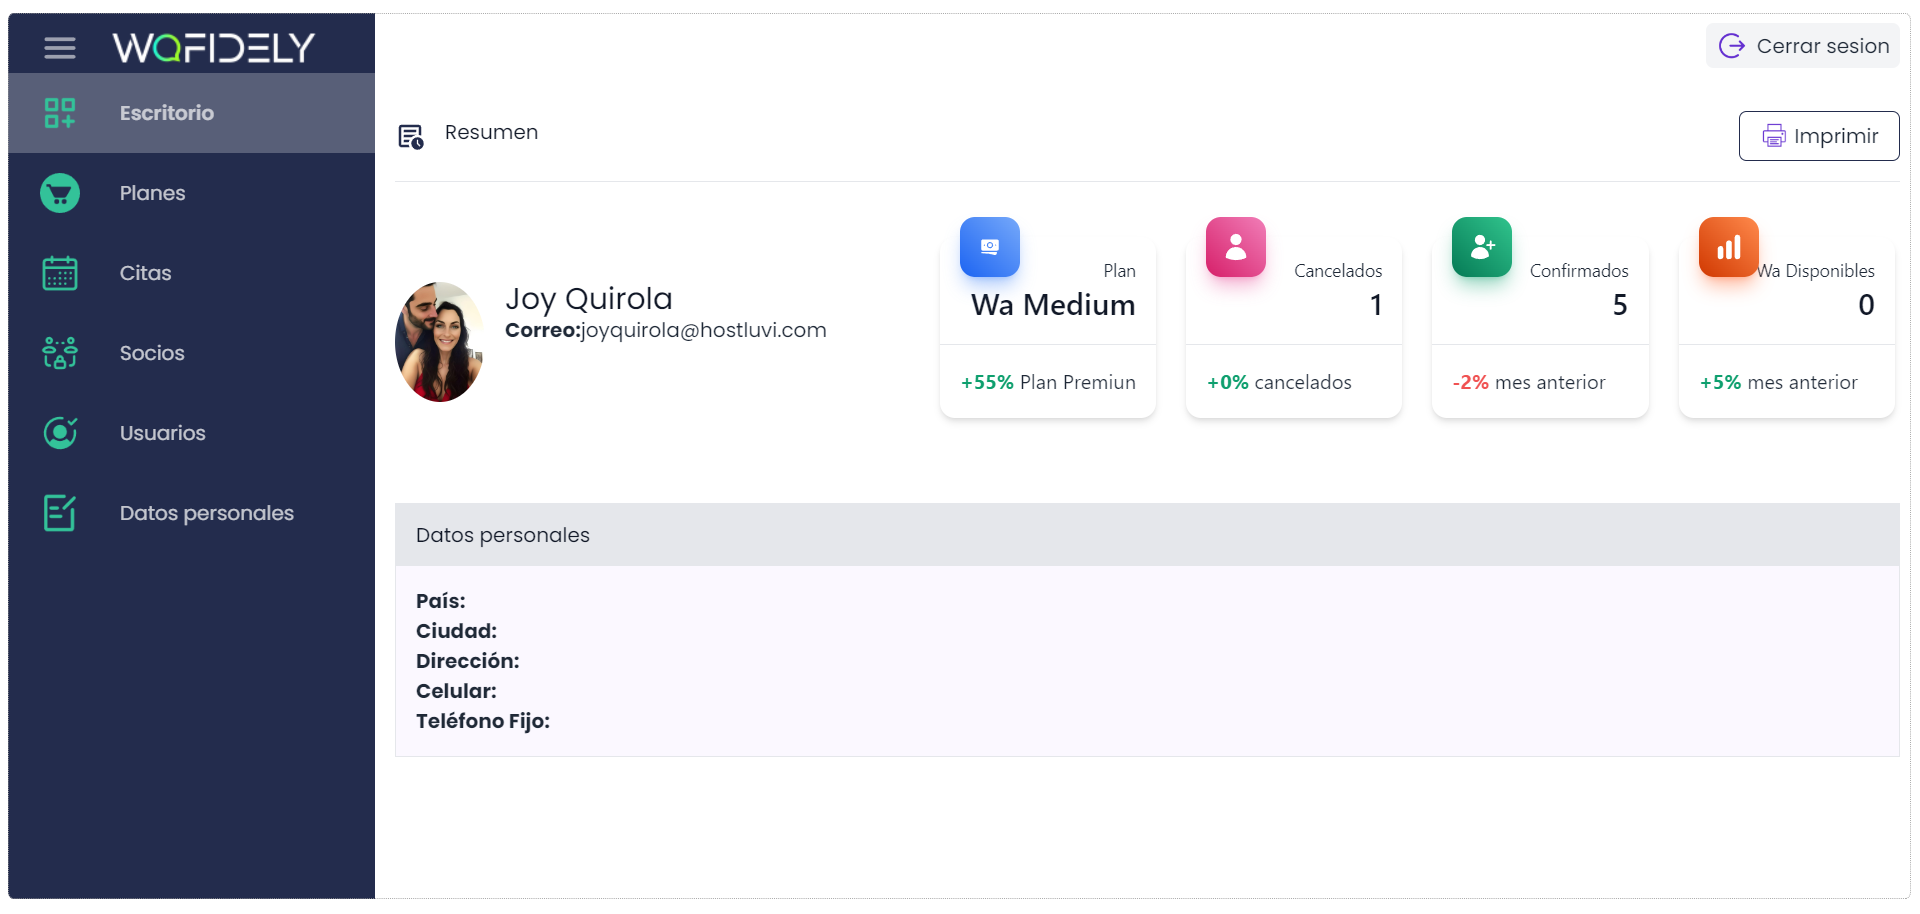 WAFIDELY
Cerrar sesion
Escritorio
Planes
Citas
Socios
Usuarios
Datos personales
Resumen
Imprimir
Joy Quirola
Correo:joyquirola@hostluvi.com
Plan
Wa Medium
+55% Plan Premiun
Cancelados
1
+0% cancelados
Confirmados
5
-2% mes anterior
Wa Disponibles
0
+5% mes anterior
Datos personales
País:
Ciudad:
Dirección:
Celular:
Teléfono Fijo: